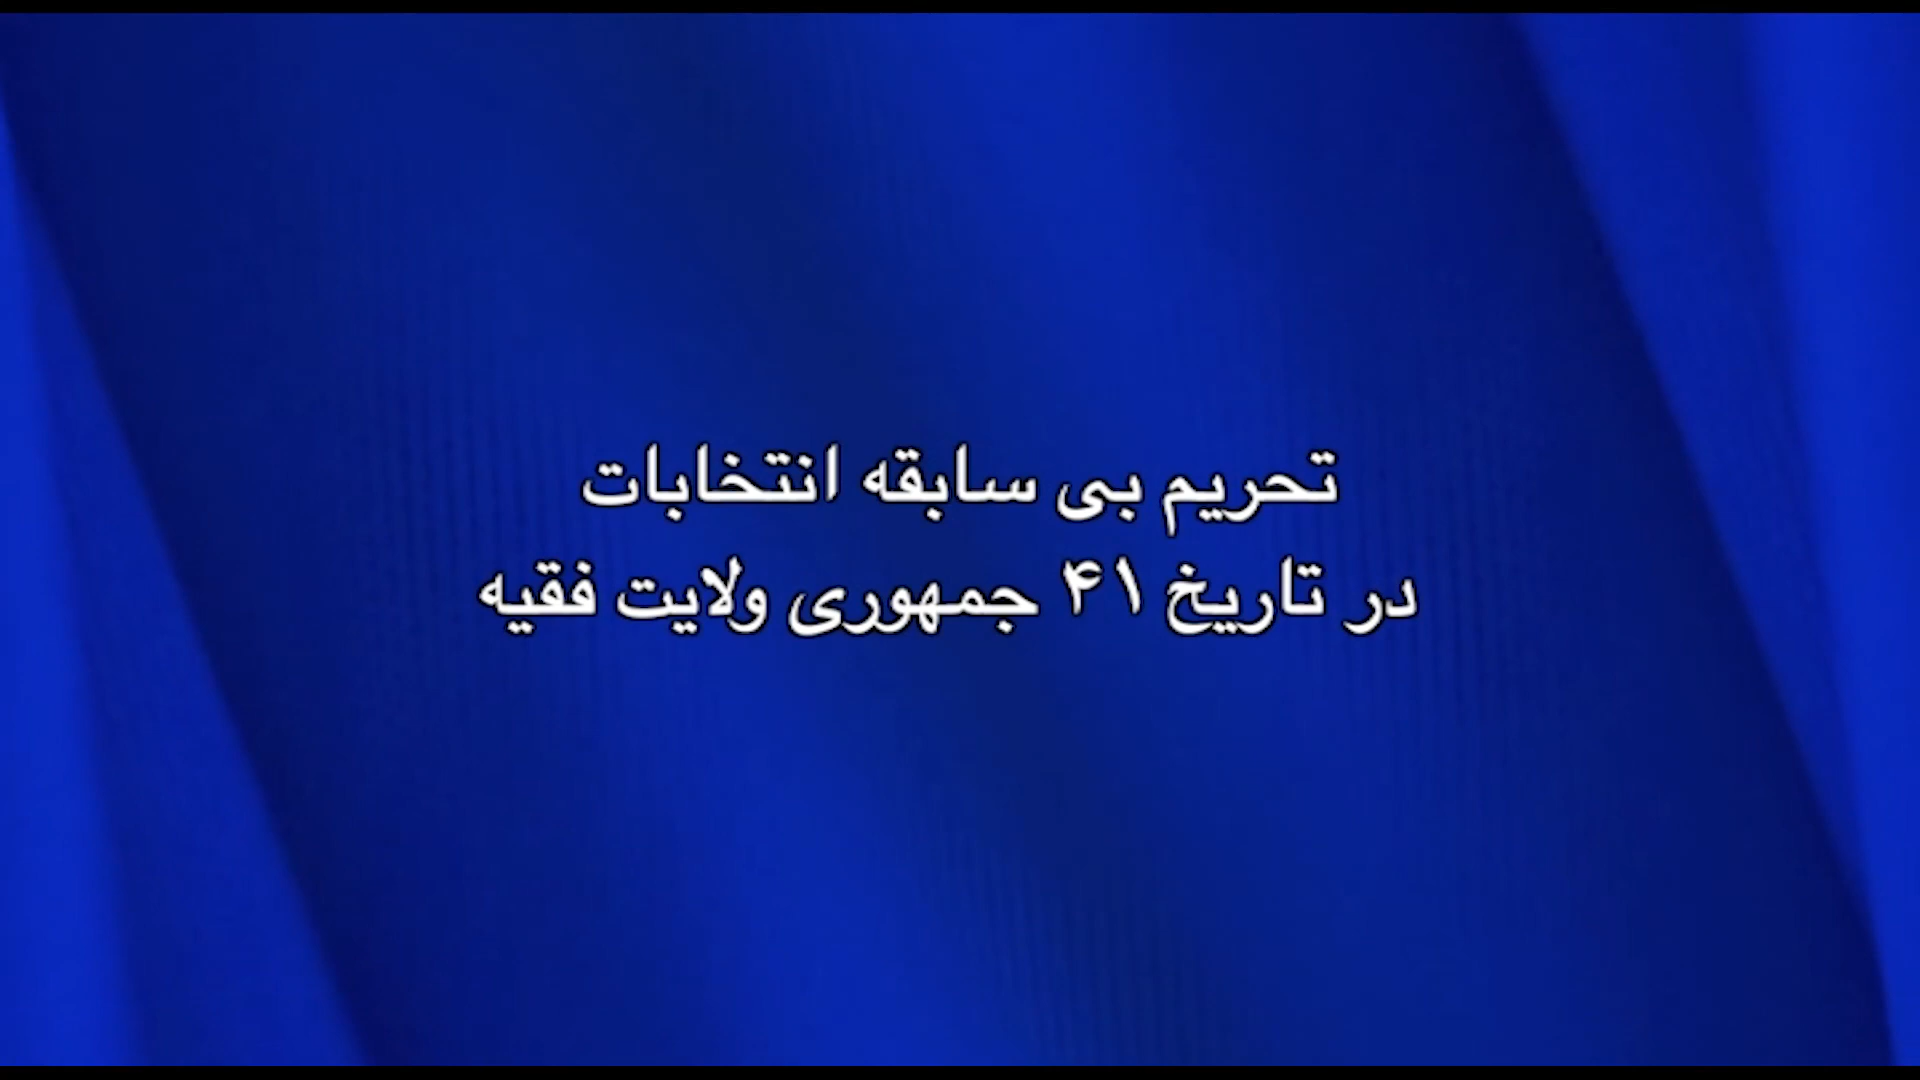 تحریم بی سابقه انتخابات
در تاریخ ۴۱ جمهوری ولایت فقیه